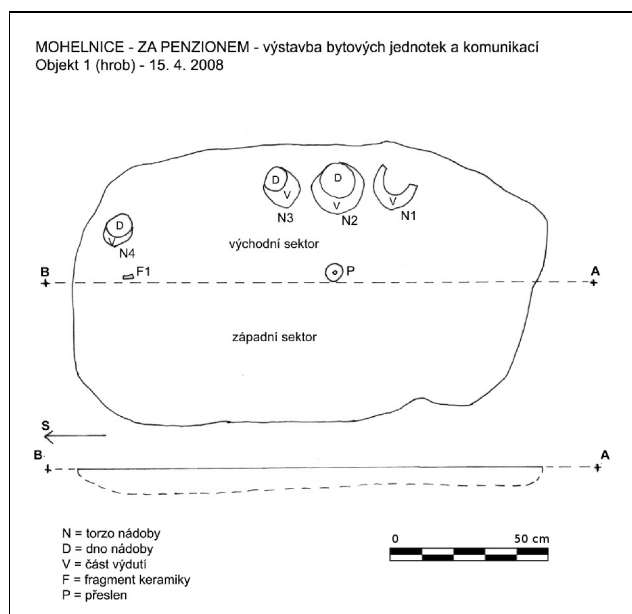 MOHELNICE - ZA PENZIONEM - výstavba bytových jednotek a komunikací
Objekt 1 (hrob) - 15. 4. 2008
D
D
V
N3
V
N2
V
N1
D
V
N4
východní sektor
B
F1
P
A
západní sektor
S
B
A
N = torzo nádoby
D = dno nádoby
V = část výdutí
F = fragment keramiky
P = přeslen
0 50 cm